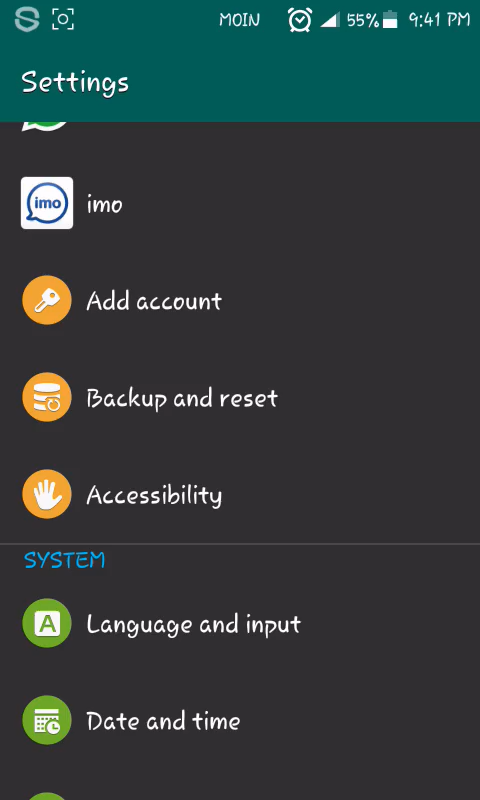 MOIN 55% 9:41 PM
Settings
imo imo
Add account
Backup and reset
Accessibility
SYSTEM
A Language and input
Date and time